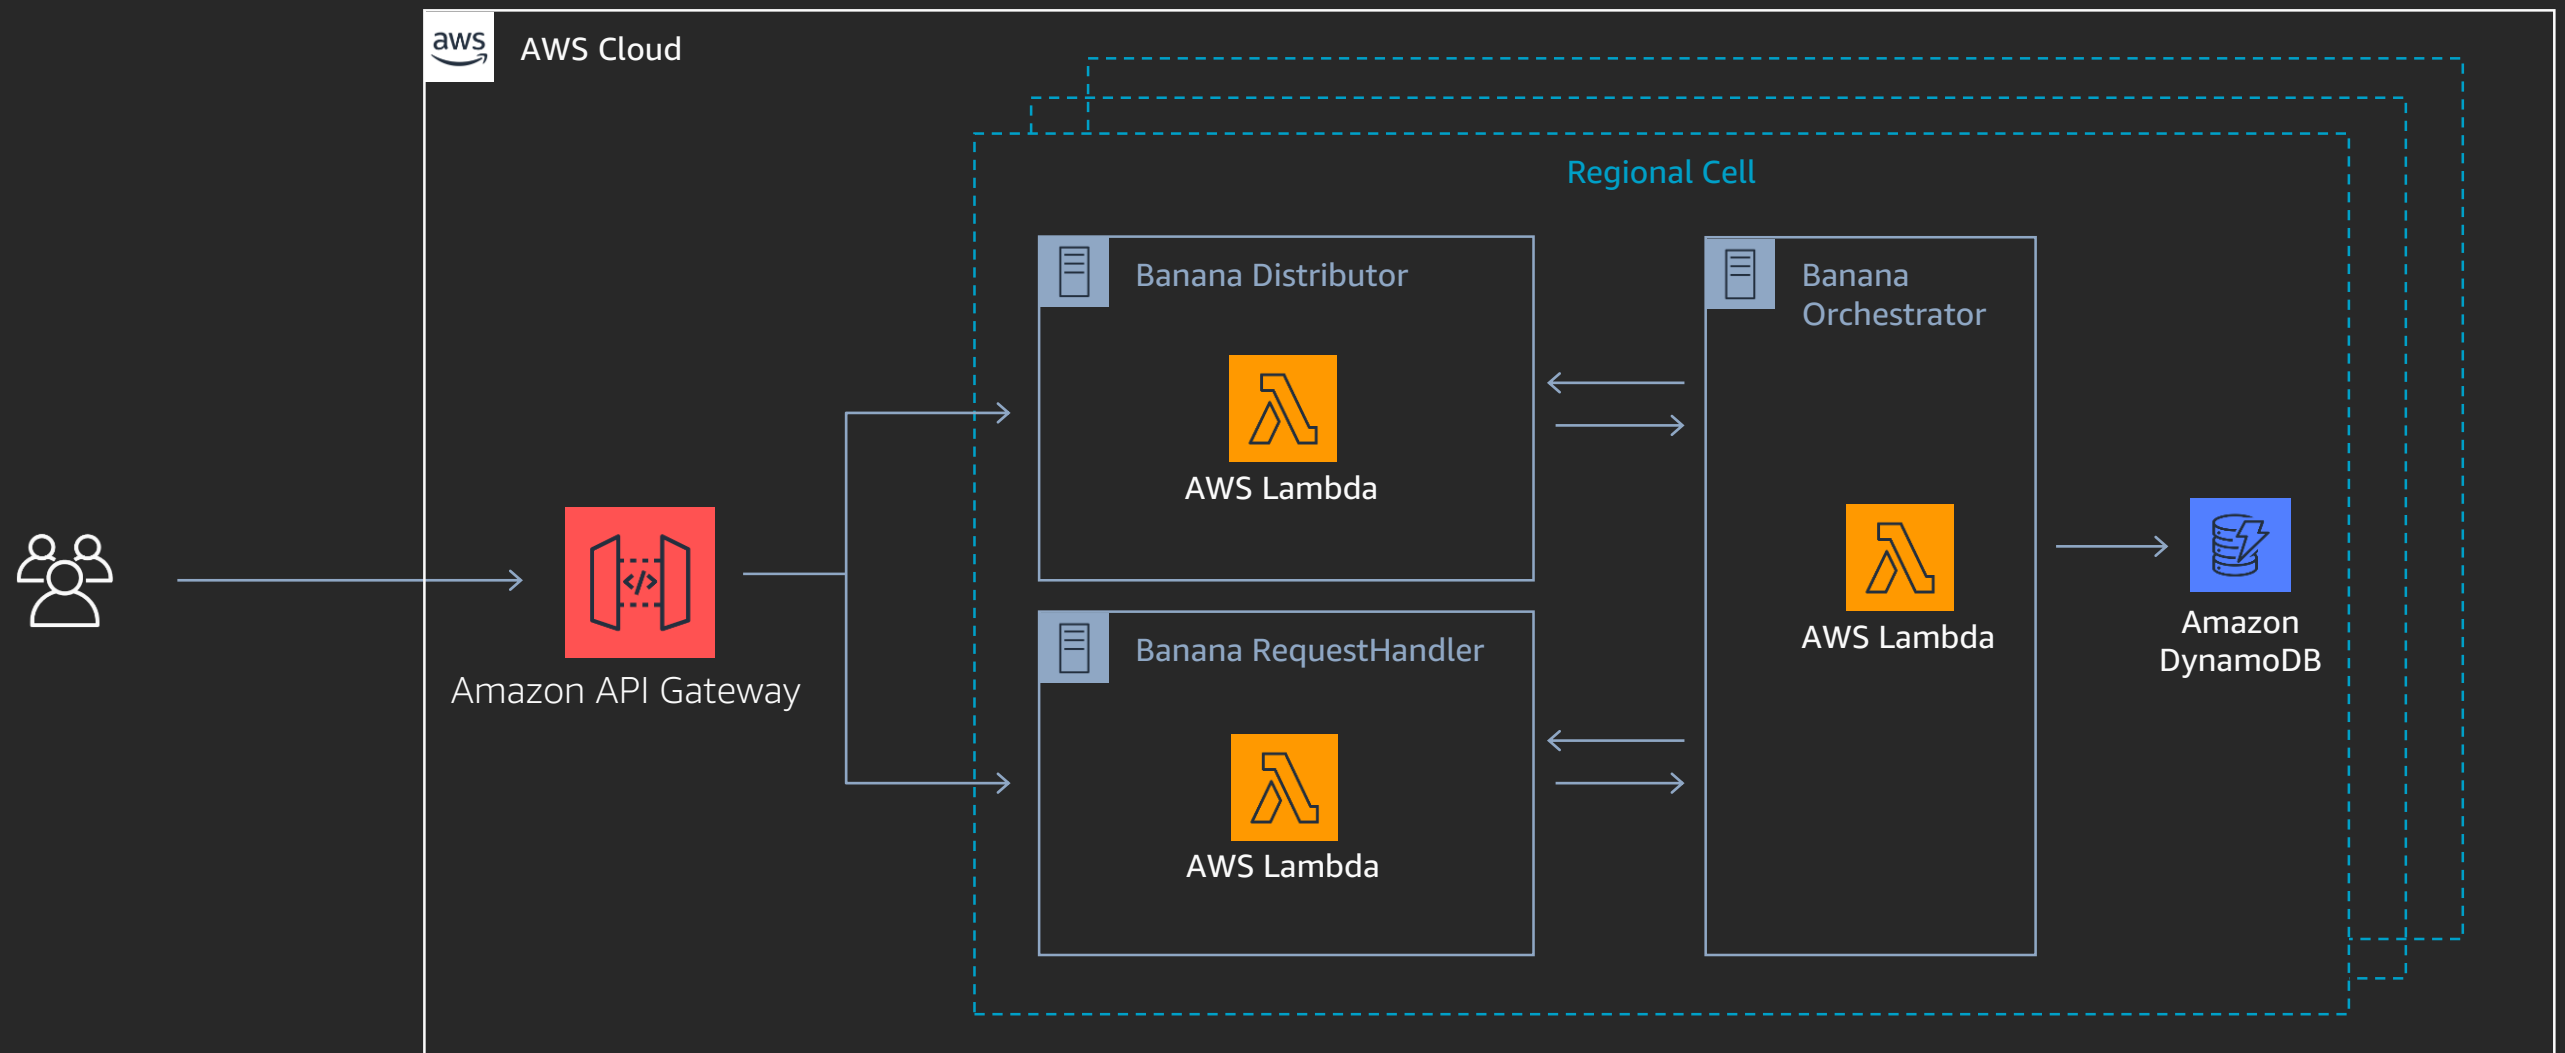 aws
AWS Cloud
Regional Cell
Banana Distributor
AWS Lambda
Banana
Orchestrator
AWS Lambda
Amazon
DynamoDB
</>
Amazon API Gateway
Banana RequestHandler
AWS Lambda